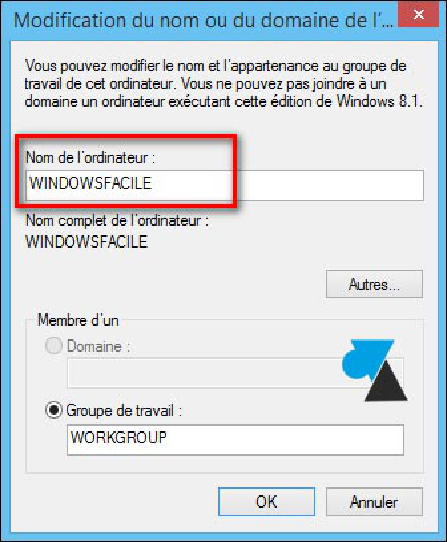 Modification du nom ou du domaine de l'...
Vous pouvez modifier le nom et l'appartenance au groupe de
travail de cet ordinateur. Vous ne pouvez pas joindre à un
domaine un ordinateur exécutant cette édition de Windows 8.1.
Nom de l'ordinateur :
WINDOWSFACILE
Nom complet de l'ordinateur :
WINDOWSFACILE
Autres...
Membre d'un
Domaine :
Groupe de travail :
WORKGROUP
OK
Annuler